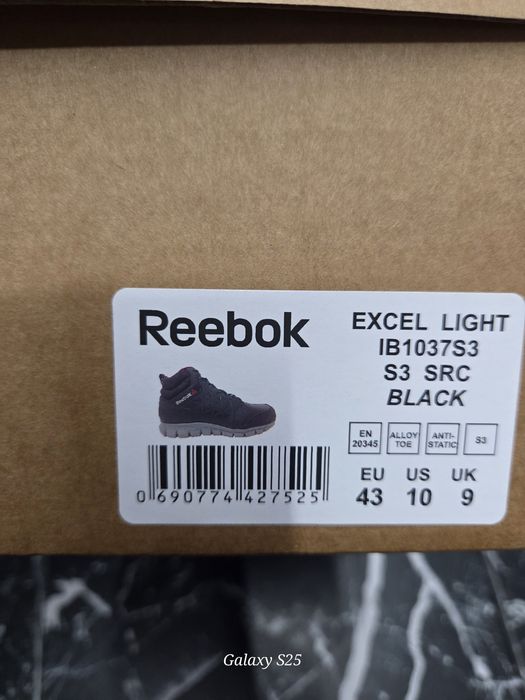 Reebok
EXCEL LIGHT
IB1037S3
S3 SRC
BLACK
EN
20345
ALLOY
TOE
ANTI-
STATIC
S3
EU US UK
43 10 9
Reebok
0 690774 427525
Galaxy S25